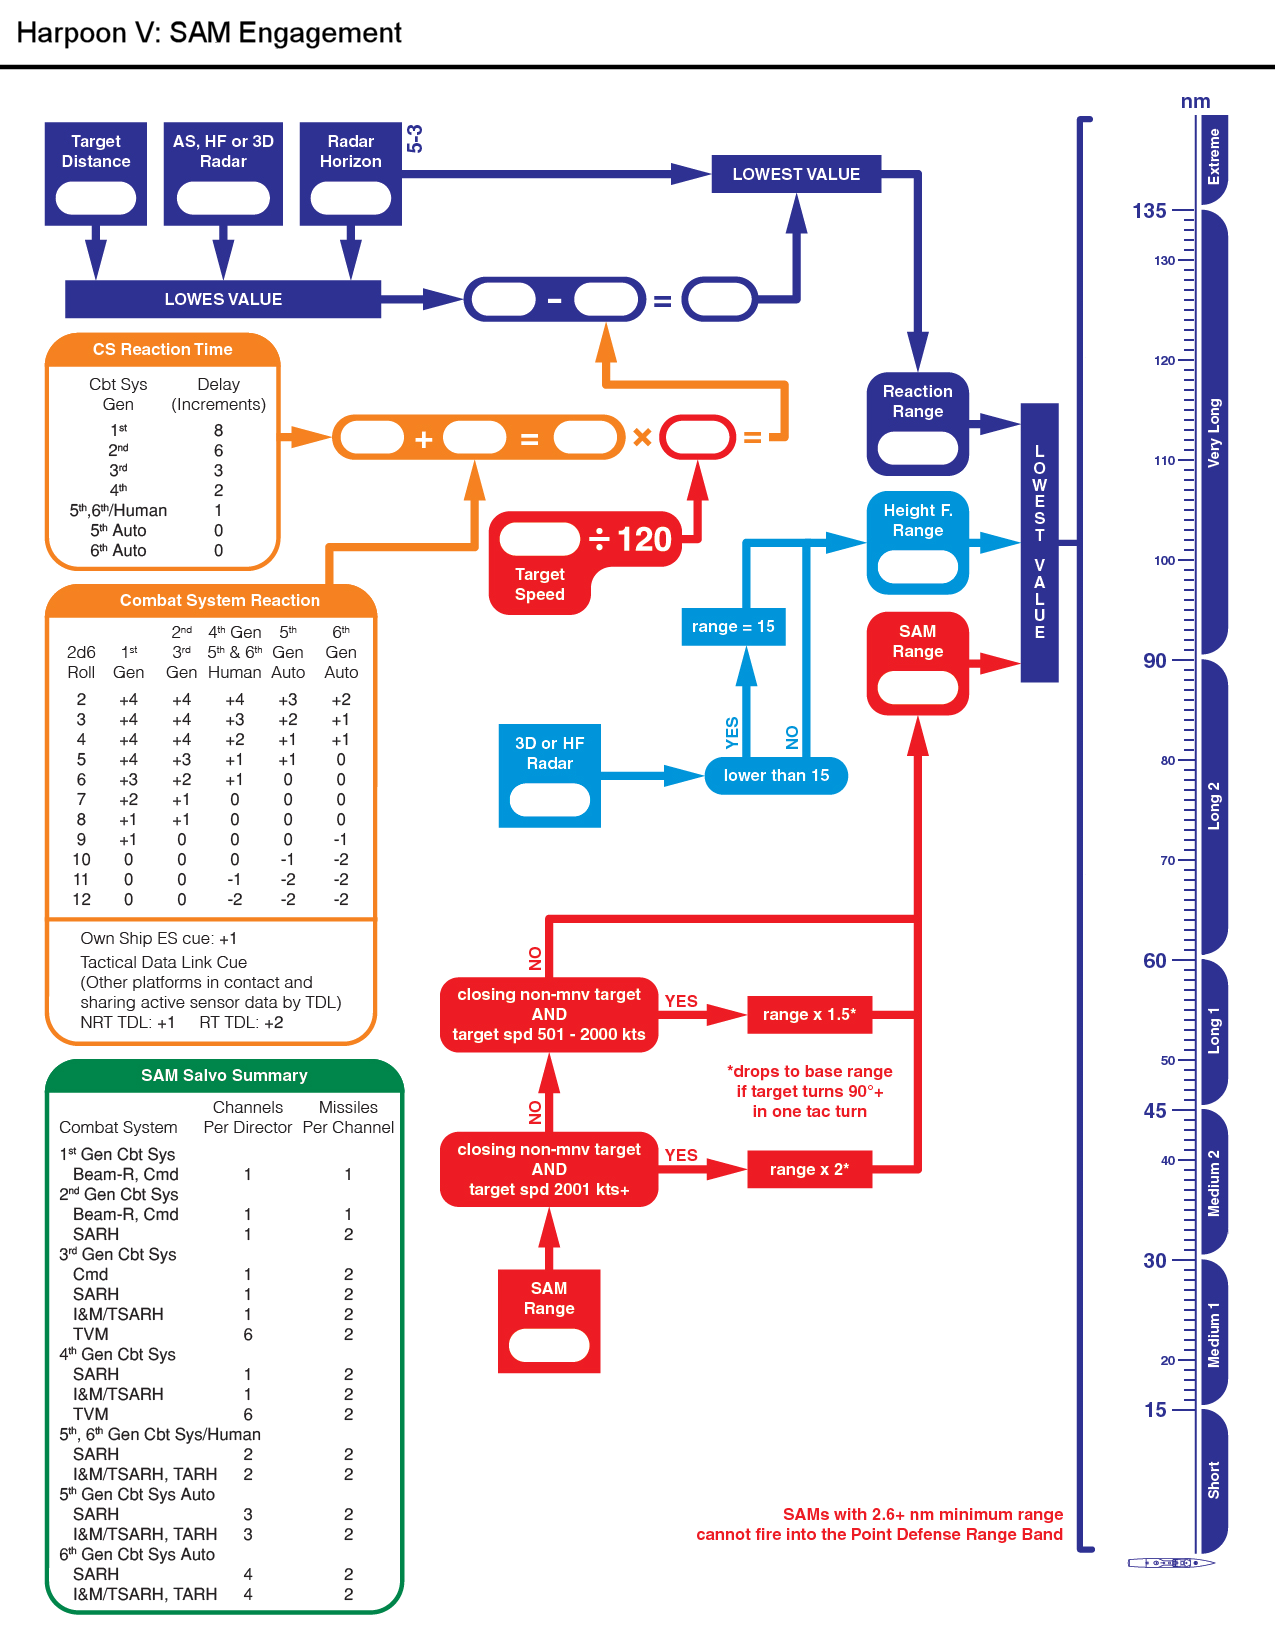 Harpoon V: SAM Engagement
Target
Distance
AS, HF or 3D
Radar
Radar
Horizon
5-3
LOWEST VALUE
LOWES VALUE
- =
CS Reaction Time
Cbt Sys Delay
Gen (Increments)
1st 8
2nd 6
3rd 3
4th 2
5th,6th/Human 1
5th Auto 0
6th Auto 0
+ = × =
÷ 120
Target
Speed
Combat System Reaction
2nd 4th Gen 5th 6th
2d6 1st 3rd 5th & 6th Gen Gen
Roll Gen Gen Human Auto Auto
2 +4 +4 +4 +3 +2
3 +4 +4 +3 +2 +1
4 +4 +4 +2 +1 +1
5 +4 +3 +1 +1 0
6 +3 +2 +1 0 0
7 +2 +1 0 0 0
8 +1 +1 0 0 0
9 +1 0 0 0 -1
10 0 0 0 -1 -2
11 0 0 -1 -2 -2
12 0 0 -2 -2 -2
Own Ship ES cue: +1
Tactical Data Link Cue
(Other platforms in contact and
sharing active sensor data by TDL)
NRT TDL: +1 RT TDL: +2
SAM Salvo Summary
Channels Missiles
Combat System Per Director Per Channel
1st Gen Cbt Sys
Beam-R, Cmd 1 1
2nd Gen Cbt Sys
Beam-R, Cmd 1 1
SARH 1 2
3rd Gen Cbt Sys
Cmd 1 2
SARH 1 2
I&M/TSARH 1 2
TVM 6 2
4th Gen Cbt Sys
SARH 1 2
I&M/TSARH 1 2
TVM 6 2
5th, 6th Gen Cbt Sys/Human
SARH 2 2
I&M/TSARH, TARH 2 2
5th Gen Cbt Sys Auto
SARH 3 2
I&M/TSARH, TARH 3 2
6th Gen Cbt Sys Auto
SARH 4 2
I&M/TSARH, TARH 4 2
Reaction
Range
Height F.
Range
SAM
Range
LOWEST VALUE
range = 15
YES
NO
3D or HF
Radar
lower than 15
NO
closing non-mnv target
AND
target spd 501 - 2000 kts
YES
range x 1.5*
*drops to base range
if target turns 90°+
in one tac turn
NO
closing non-mnv target
AND
target spd 2001 kts+
YES
range x 2*
SAM
Range
SAMs with 2.6+ nm minimum range
cannot fire into the Point Defense Range Band
nm
Extreme
135
130
120
Very Long
110
100
90
80
Long 2
70
60
Long 1
50
45
40
Medium 2
30
Medium 1
20
15
Short